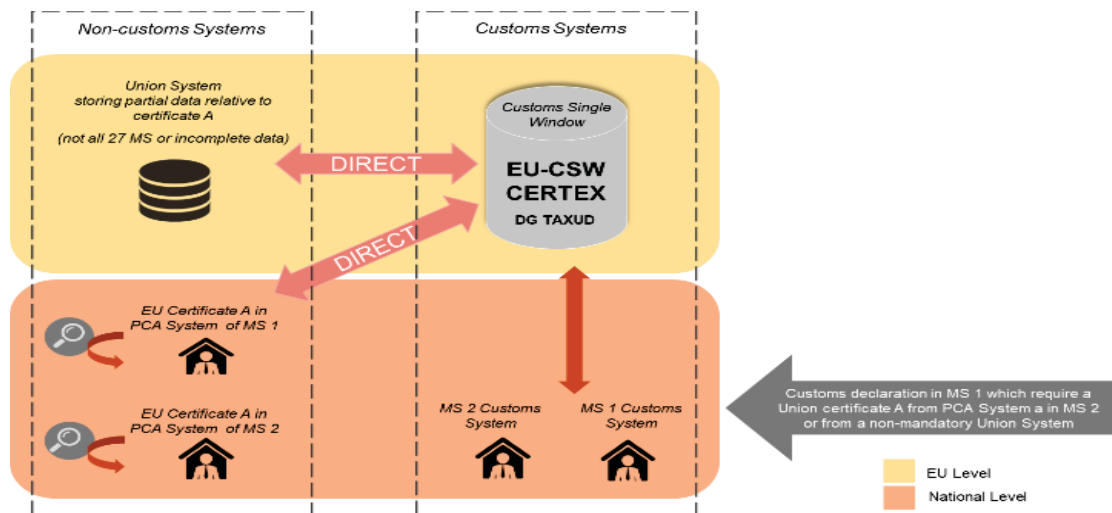 Non-customs Systems
Customs Systems
Union System
storing partial data relative to
certificate A
(not all 27 MS or incomplete data)
Customs Single
Window
DIRECT
EU-CSW
CERTEX
DG TAXUD
DIRECT
EU Certificate A in
PCA System of MS 1
EU Certificate A in
PCA System of MS 2
MS 2 Customs
System
MS 1 Customs
System
Customs declaration in MS 1 which require a
Union certificate A from PCA System a in MS 2
or from a non-mandatory Union System
EU Level
National Level